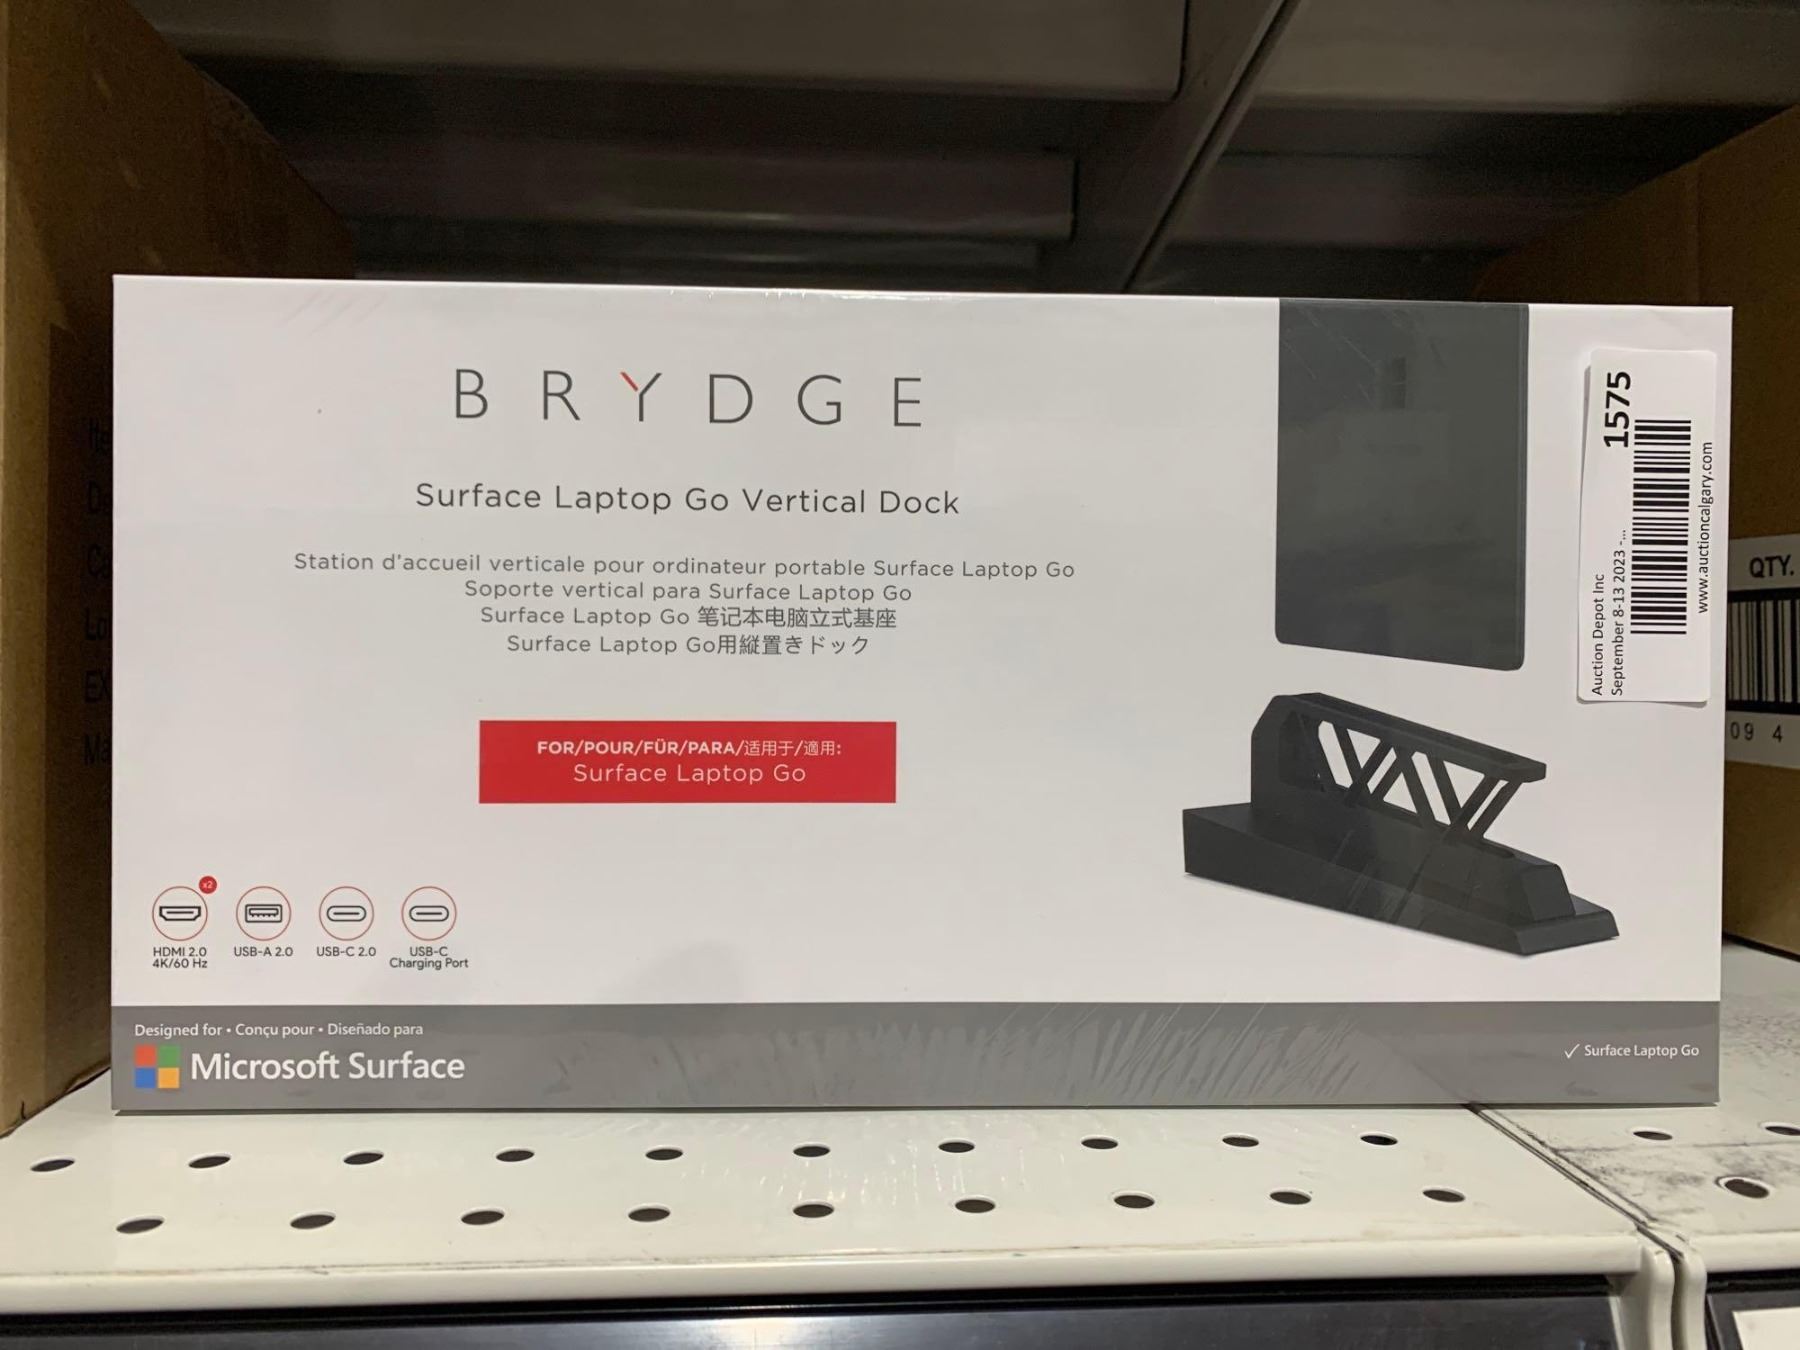 BRYDGE
Surface Laptop Go Vertical Dock
Station d'accueil verticale pour ordinateur portable Surface Laptop Go
Soporte vertical para Surface Laptop Go
Surface Laptop Go 笔记本电脑立式基座
Surface Laptop Go用縦置きドック
FOR/POUR/FÜR/PARA/适用于/適用:
Surface Laptop Go
x2
HDMI 2.0
4K/60 Hz
USB-A 2.0
USB-C 2.0
USB-C
Charging Port
Designed for • Conçu pour • Diseñado para
Microsoft Surface
✓ Surface Laptop Go
1575
Auction Depot Inc
September 8-13 2023 -...
www.auctioncalgary.com
QTY.
09 4